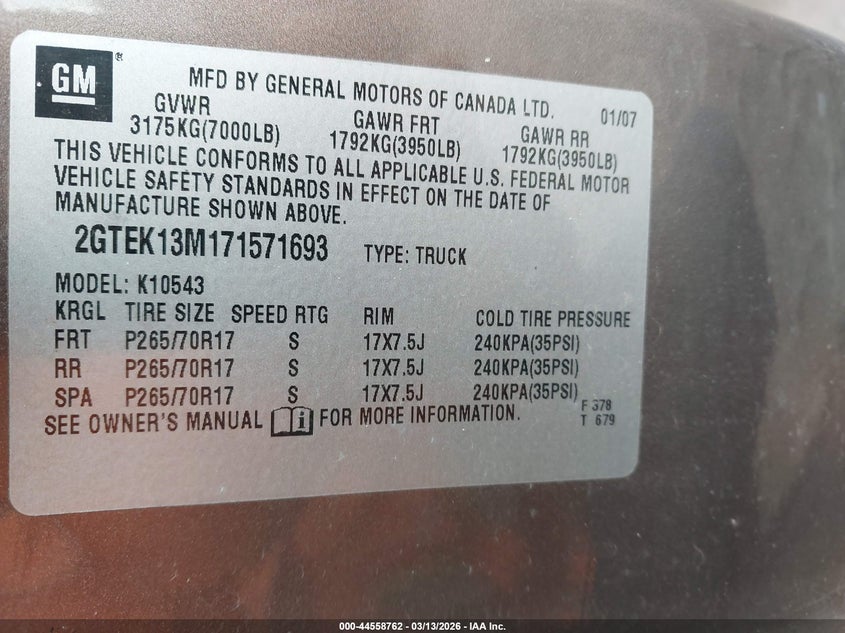 GM ®
MFD BY GENERAL MOTORS OF CANADA LTD. 01/07
GVWR GAWR FRT GAWR RR
3175KG(7000LB) 1792KG(3950LB) 1792KG(3950LB)
THIS VEHICLE CONFORMS TO ALL APPLICABLE U.S. FEDERAL MOTOR
VEHICLE SAFETY STANDARDS IN EFFECT ON THE DATE OF
MANUFACTURE SHOWN ABOVE.
2GTEK13M171571693 TYPE: TRUCK
MODEL: K10543
KRGL TIRE SIZE SPEED RTG RIM COLD TIRE PRESSURE
FRT P265/70R17 S 17X7.5J 240KPA(35PSI)
RR P265/70R17 S 17X7.5J 240KPA(35PSI)
SPA P265/70R17 S 17X7.5J 240KPA(35PSI)
SEE OWNER'S MANUAL i FOR MORE INFORMATION.
F 378
T 679
000-44558762 | 03/13/2026 - IAA Inc.